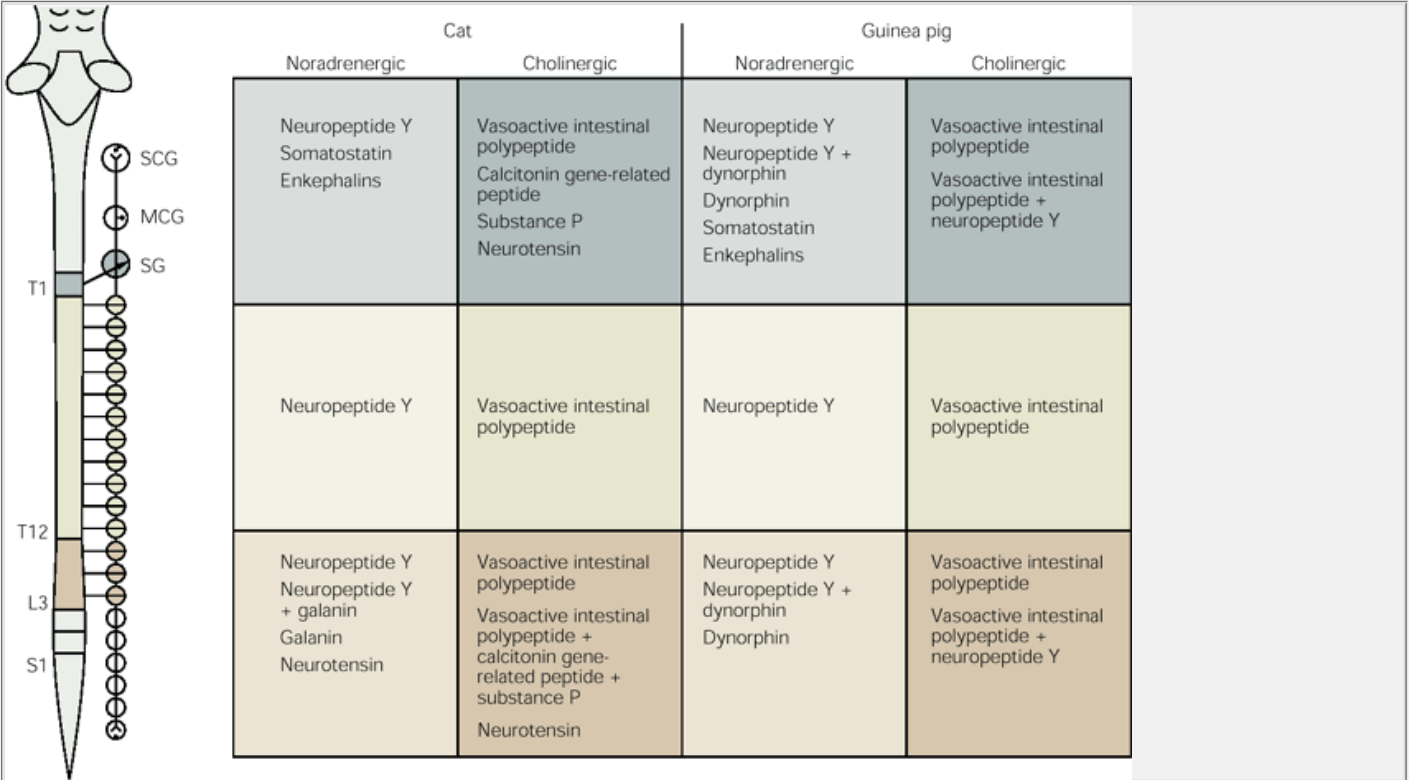 Cat
Guinea pig
Noradrenergic
Cholinergic
Noradrenergic
Cholinergic
SCG
MCG
SG
T1
T12
L3
S1
Neuropeptide Y
Somatostatin
Enkephalins
Vasoactive intestinal
polypeptide
Calcitonin gene-related
peptide
Substance P
Neurotensin
Neuropeptide Y
Neuropeptide Y +
dynorphin
Dynorphin
Somatostatin
Enkephalins
Vasoactive intestinal
polypeptide
Vasoactive intestinal
polypeptide +
neuropeptide Y
Neuropeptide Y
Vasoactive intestinal
polypeptide
Neuropeptide Y
Vasoactive intestinal
polypeptide
Neuropeptide Y
Neuropeptide Y
+ galanin
Galanin
Neurotensin
Vasoactive intestinal
polypeptide
Vasoactive intestinal
polypeptide +
calcitonin gene-
related peptide +
substance P
Neurotensin
Neuropeptide Y
Neuropeptide Y +
dynorphin
Dynorphin
Vasoactive intestinal
polypeptide
Vasoactive intestinal
polypeptide +
neuropeptide Y